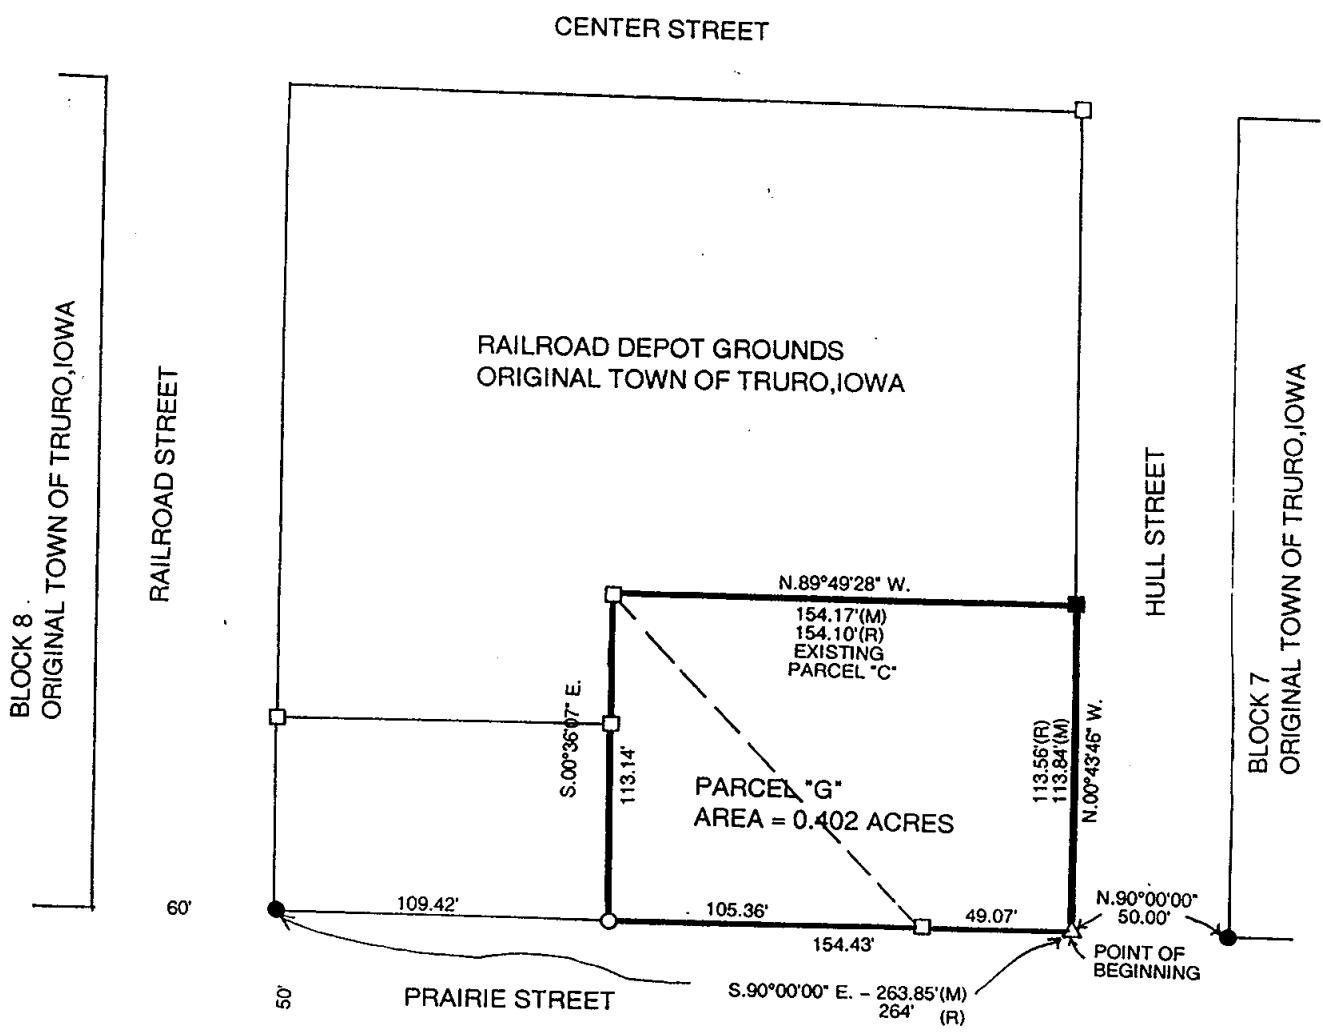 CENTER STREET
BLOCK 8
ORIGINAL TOWN OF TRURO,IOWA
RAILROAD STREET
RAILROAD DEPOT GROUNDS
ORIGINAL TOWN OF TRURO,IOWA
HULL STREET
BLOCK 7
ORIGINAL TOWN OF TRURO,IOWA
N.89°49'28" W.
154.17'(M)
154.10'(R)
EXISTING
PARCEL "C"
S.00°36'07" E.
113.14'
113.56'(R)
113.84'(M)
N.00°43'46" W.
PARCEL "G"
AREA = 0.402 ACRES
60'
109.42'
105.36'
49.07'
154.43'
N.90°00'00"
50.00'
POINT OF
BEGINNING
50'
PRAIRIE STREET
S.90°00'00" E. – 263.85'(M)
264' (R)